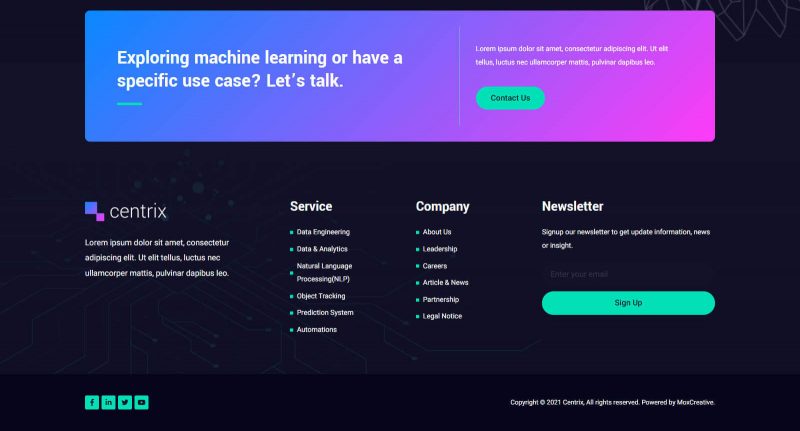 Exploring machine learning or have a
specific use case? Let's talk.
Lorem ipsum dolor sit amet, consectetur adipiscing elit. Ut elit
tellus, luctus nec ullamcorper mattis, pulvinar dapibus leo.
Contact Us
centrix
Lorem ipsum dolor sit amet, consectetur
adipiscing elit. Ut elit tellus, luctus nec
ullamcorper mattis, pulvinar dapibus leo.
Service
Data Engineering
Data & Analytics
Natural Language
Processing(NLP)
Object Tracking
Prediction System
Automations
Company
About Us
Leadership
Careers
Article & News
Partnership
Legal Notice
Newsletter
Signup our newsletter to get update information, news
or insight.
Enter your email
Sign Up
Copyright © 2021 Centrix, All rights reserved. Powered by MoxCreative.